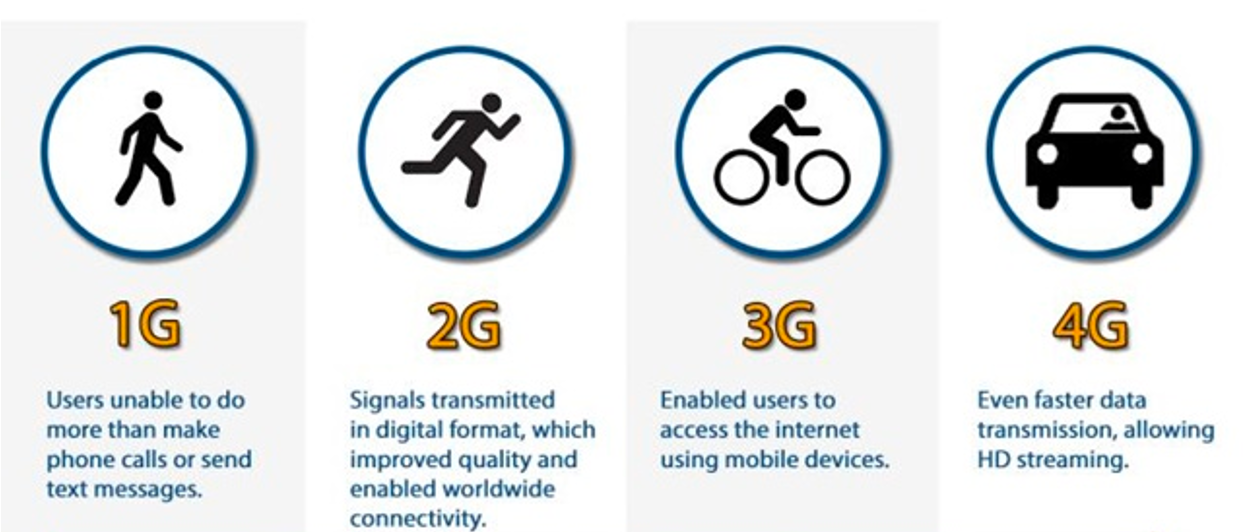 1G
Users unable to do
more than make
phone calls or send
text messages.
2G
Signals transmitted
in digital format, which
improved quality and
enabled worldwide
connectivity.
3G
Enabled users to
access the internet
using mobile devices.
4G
Even faster data
transmission, allowing
HD streaming.